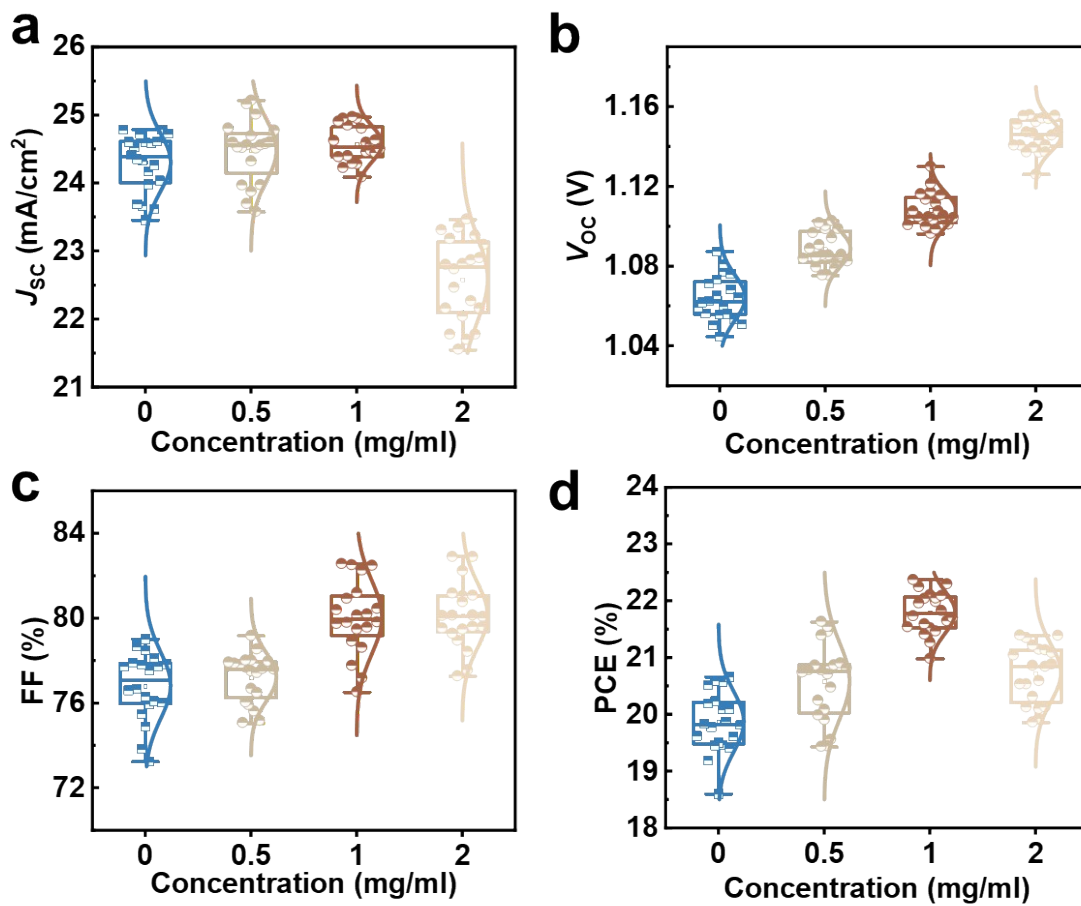 a
26
25
24
23
22
21
J_SC (mA/cm²)
0 0.5 1 2
Concentration (mg/ml)
b
1.16
1.12
1.08
1.04
V_OC (V)
0 0.5 1 2
Concentration (mg/ml)
c
84
80
76
72
FF (%)
0 0.5 1 2
Concentration (mg/ml)
d
24
23
22
21
20
19
18
PCE (%)
0 0.5 1 2
Concentration (mg/ml)